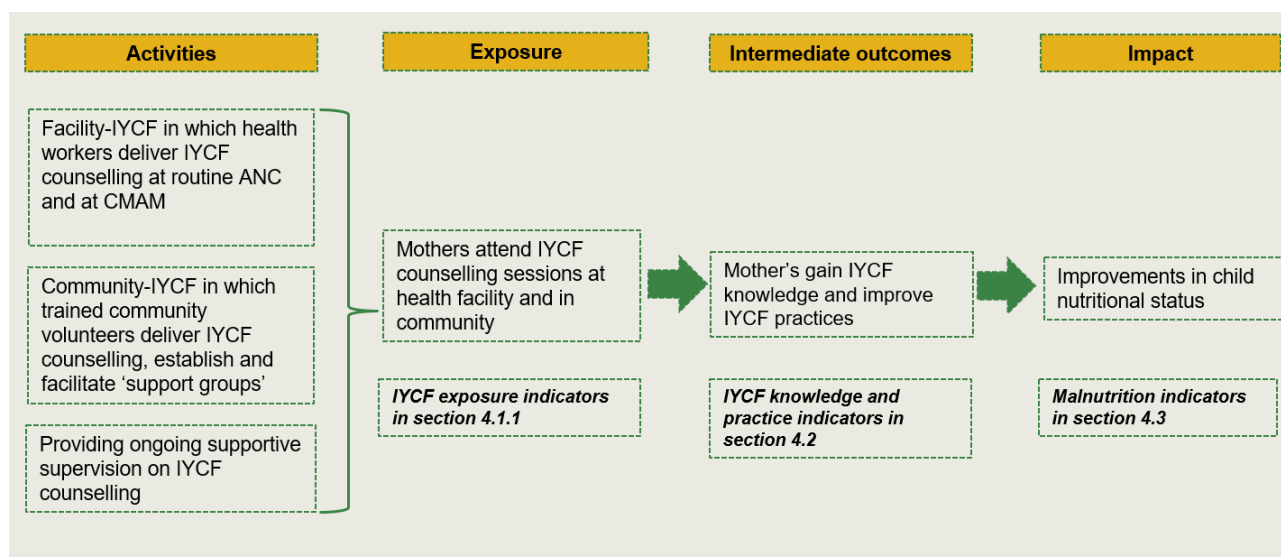 Activities
Facility-IYCF in which health
workers deliver IYCF
counselling at routine ANC
and at CMAM
Community-IYCF in which
trained community
volunteers deliver IYCF
counselling, establish and
facilitate ‘support groups’
Providing ongoing supportive
supervision on IYCF
counselling
Exposure
Mothers attend IYCF
counselling sessions at
health facility and in
community
IYCF exposure indicators
in section 4.1.1
Intermediate outcomes
Mother’s gain IYCF
knowledge and improve
IYCF practices
IYCF knowledge and
practice indicators in
section 4.2
Impact
Improvements in child
nutritional status
Malnutrition indicators
in section 4.3